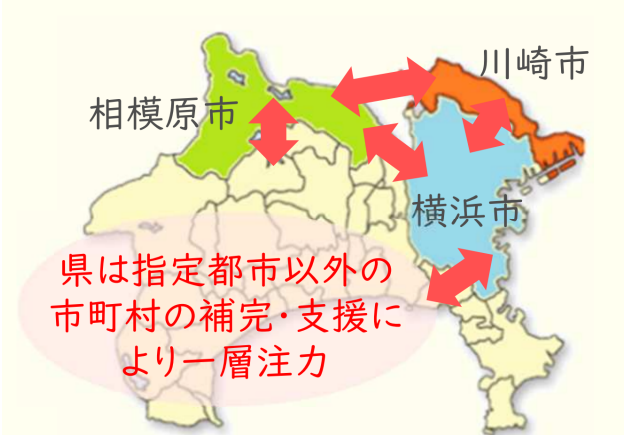 川崎市
相模原市
横浜市
県は指定都市以外の
市町村の補完・支援に
より一層注力